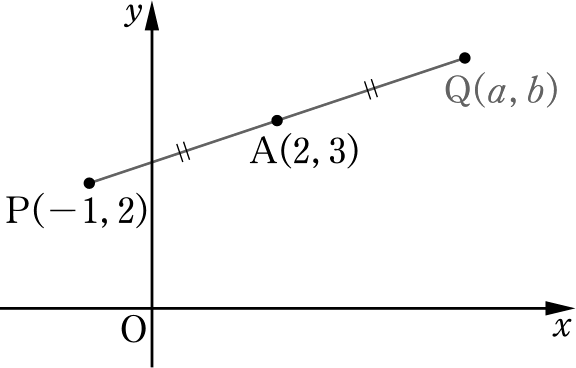 y
Q(a, b)
A(2, 3)
P(−1, 2)
O
x